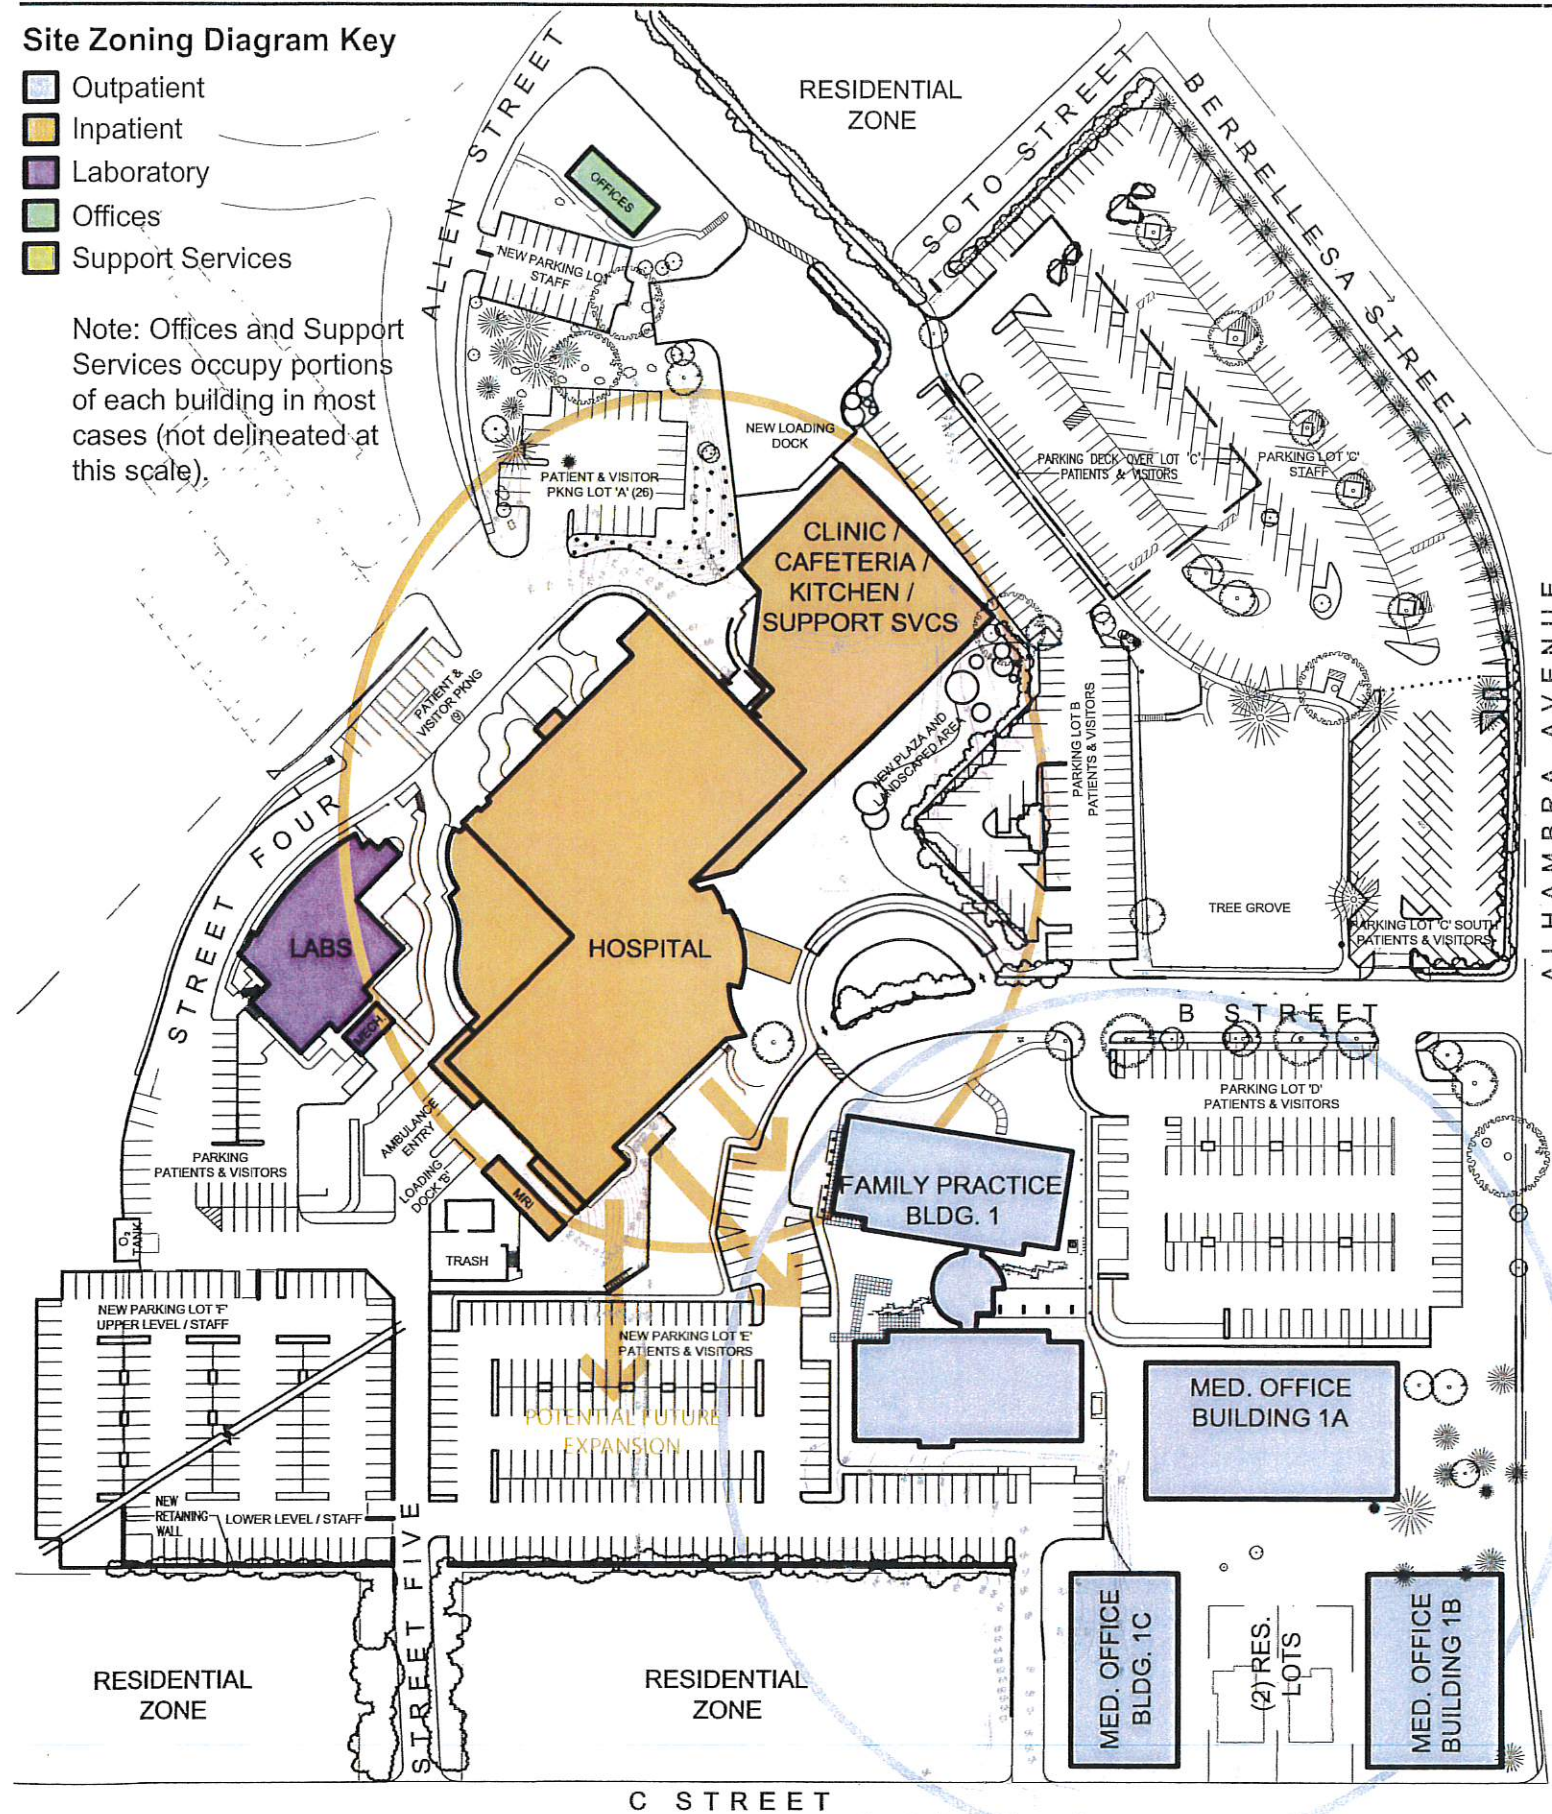 Site Zoning Diagram Key
Outpatient
Inpatient
Laboratory
Offices
Support Services
Note: Offices and Support
Services occupy portions
of each building in most
cases (not delineated at
this scale).
ALLEN STREET
RESIDENTIAL
ZONE
SOTO STREET
BERRELLESA STREET
OFFICES
NEW PARKING LOT
STAFF
NEW LOADING
DOCK
PATIENT & VISITOR
PKNG LOT 'A' (26)
PARKING DECK OVER LOT 'C'
PATIENTS & VISITORS
PARKING LOT 'C'
STAFF
CLINIC /
CAFETERIA /
KITCHEN /
SUPPORT SVCS
PATIENT &
VISITOR PKNG
(9)
NEW PLAZA AND
LANDSCAPED AREA
PARKING LOT B
PATIENTS & VISITORS
ALHAMBRA AVENUE
STREET FOUR
LABS
MECH.
HOSPITAL
TREE GROVE
PARKING LOT 'C' SOUTH
PATIENTS & VISITORS
B STREET
PARKING LOT 'D'
PATIENTS & VISITORS
AMBULANCE
ENTRY
LOADING
DOCK 'B'
MRI
PARKING
PATIENTS & VISITORS
O2
TANK
TRASH
FAMILY PRACTICE
BLDG. 1
NEW PARKING LOT 'F'
UPPER LEVEL / STAFF
NEW PARKING LOT 'E'
PATIENTS & VISITORS
POTENTIAL FUTURE
EXPANSION
MED. OFFICE
BUILDING 1A
NEW
RETAINING
WALL
LOWER LEVEL / STAFF
STREET FIVE
RESIDENTIAL
ZONE
RESIDENTIAL
ZONE
MED. OFFICE
BLDG. 1C
(2) RES.
LOTS
MED. OFFICE
BUILDING 1B
C STREET